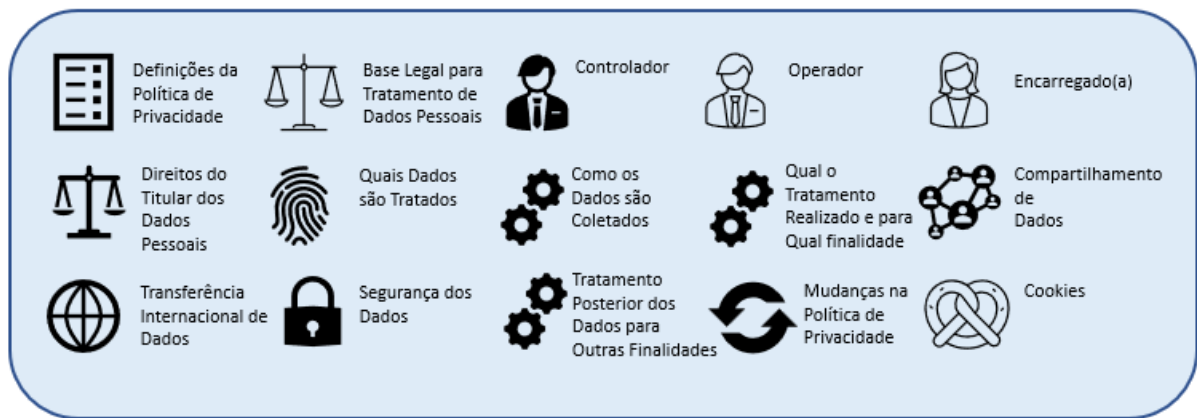 Definições da
Política de
Privacidade
Base Legal para
Tratamento de
Dados Pessoais
Controlador
Operador
Encarregado(a)
Direitos do
Titular dos
Dados
Pessoais
Quais Dados
são Tratados
Como os
Dados são
Coletados
Qual o
Tratamento
Realizado e para
Qual finalidade
Compartilhamento
de
Dados
Transferência
Internacional de
Dados
Segurança dos
Dados
Tratamento
Posterior dos
Dados para
Outras Finalidades
Mudanças na
Política de
Privacidade
Cookies